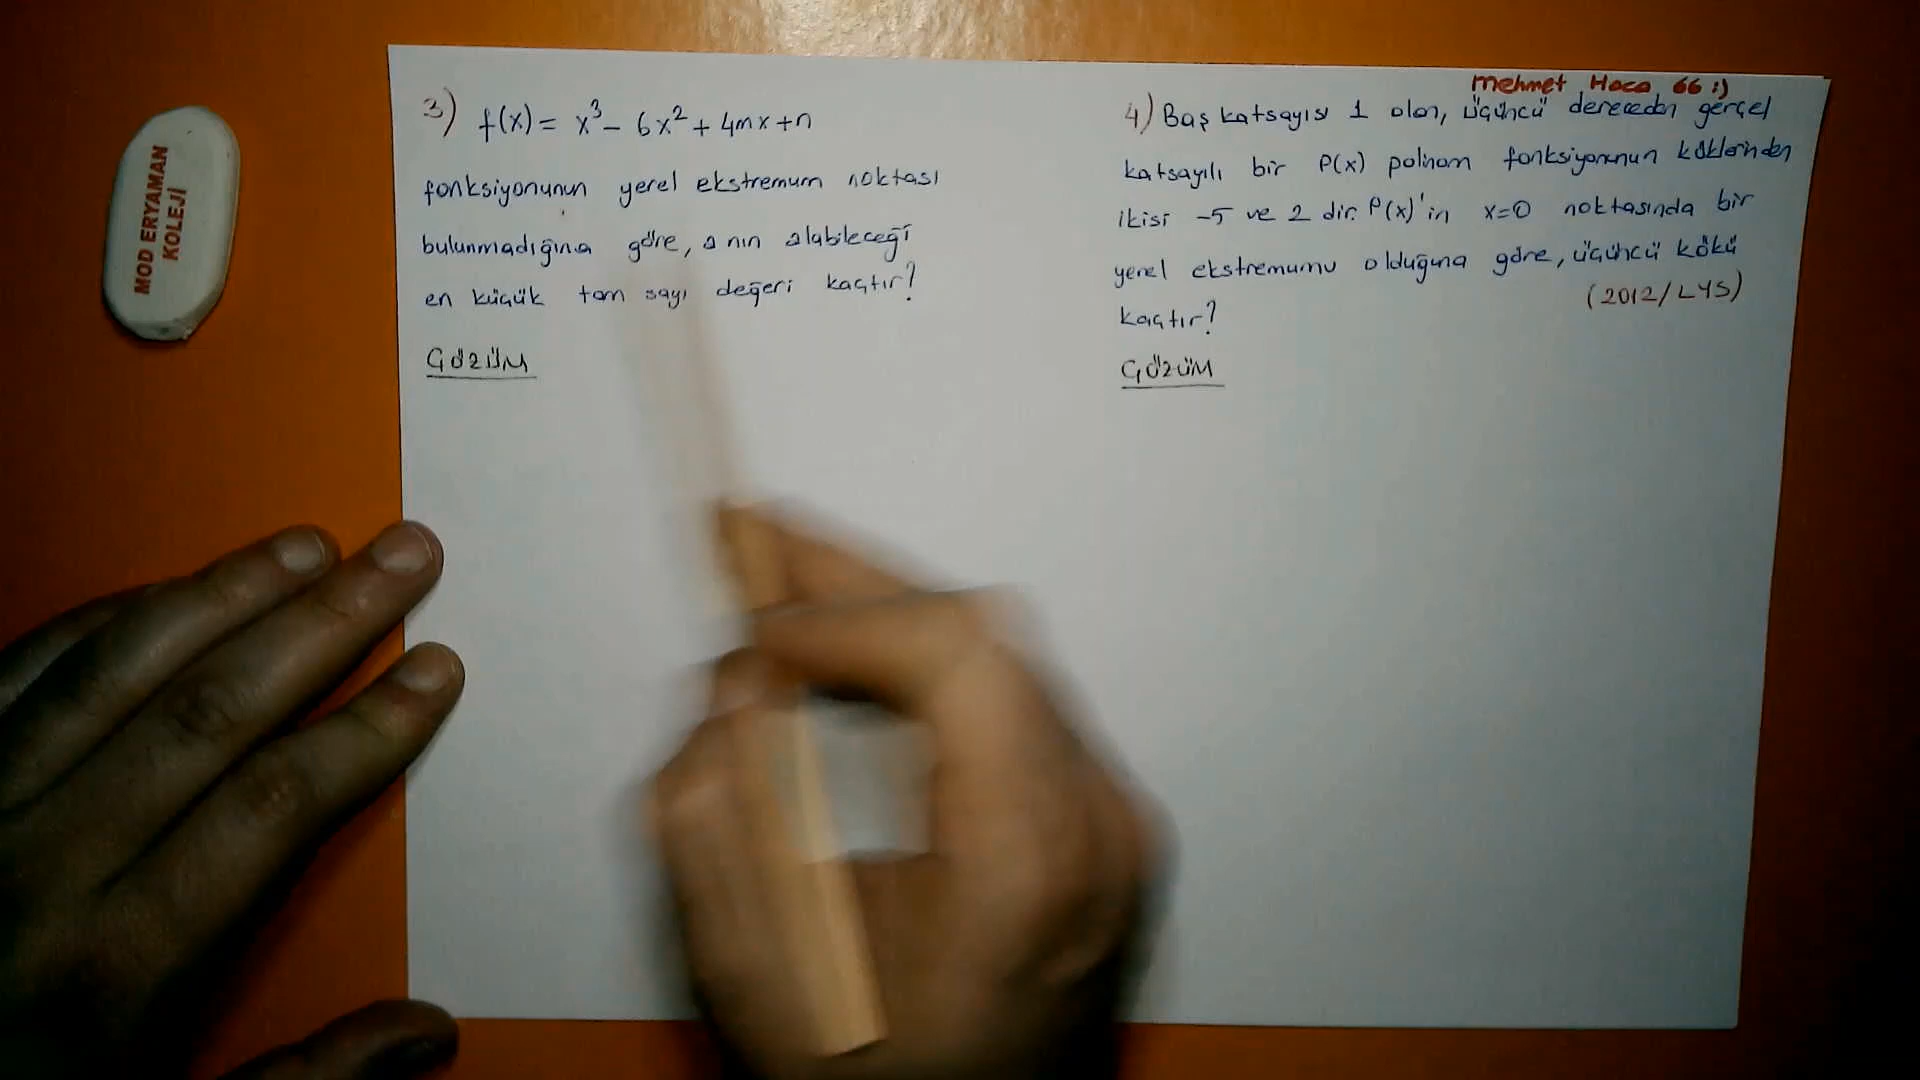 MOD ERYAMAN
KOLEJİ
3) f(x) = x³ - 6x² + 4mx + n
fonksiyonunun yerel ekstremum noktası
bulunmadığına göre, a nın alabileceği
en küçük tam sayı değeri kaçtır?
ÇÖZÜM
Mehmet Hoca 66 :)
4) Baş katsayısı 1 olan, üçüncü dereceden gerçel
katsayılı bir P(x) polinom fonksiyonunun köklerinden
ikisi -5 ve 2 dir. P(x)'in x=0 noktasında bir
yerel ekstremumu olduğuna göre, üçüncü kökü
(2012/LYS)
kaçtır?
ÇÖZÜM